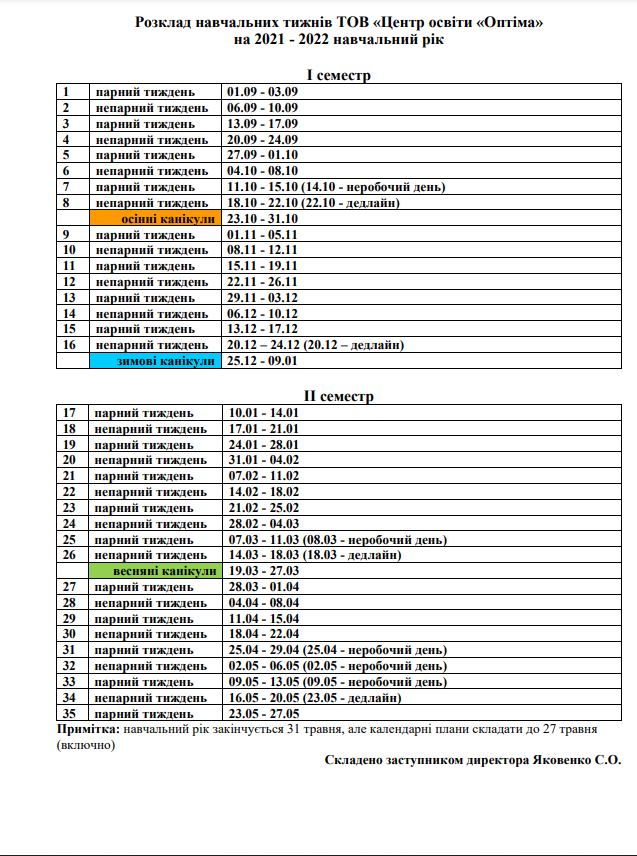 Розклад навчальних тижнів ТОВ «Центр освіти «Оптіма»
на 2021 - 2022 навчальний рік
І семестр
1 парний тиждень 01.09 - 03.09
2 непарний тиждень 06.09 - 10.09
3 парний тиждень 13.09 - 17.09
4 непарний тиждень 20.09 - 24.09
5 парний тиждень 27.09 - 01.10
6 непарний тиждень 04.10 - 08.10
7 парний тиждень 11.10 - 15.10 (14.10 - неробочий день)
8 непарний тиждень 18.10 - 22.10 (22.10 - дедлайн)
осінні канікули 23.10 - 31.10
9 парний тиждень 01.11 - 05.11
10 непарний тиждень 08.11 - 12.11
11 парний тиждень 15.11 - 19.11
12 непарний тиждень 22.11 - 26.11
13 парний тиждень 29.11 - 03.12
14 непарний тиждень 06.12 - 10.12
15 парний тиждень 13.12 - 17.12
16 непарний тиждень 20.12 – 24.12 (20.12 – дедлайн)
зимові канікули 25.12 - 09.01
ІІ семестр
17 парний тиждень 10.01 - 14.01
18 непарний тиждень 17.01 - 21.01
19 парний тиждень 24.01 - 28.01
20 непарний тиждень 31.01 - 04.02
21 парний тиждень 07.02 - 11.02
22 непарний тиждень 14.02 - 18.02
23 парний тиждень 21.02 - 25.02
24 непарний тиждень 28.02 - 04.03
25 парний тиждень 07.03 - 11.03 (08.03 - неробочий день)
26 непарний тиждень 14.03 - 18.03 (18.03 - дедлайн)
весняні канікули 19.03 - 27.03
27 парний тиждень 28.03 - 01.04
28 непарний тиждень 04.04 - 08.04
29 парний тиждень 11.04 - 15.04
30 непарний тиждень 18.04 - 22.04
31 парний тиждень 25.04 - 29.04 (25.04 - неробочий день)
32 непарний тиждень 02.05 - 06.05 (02.05 - неробочий день)
33 парний тиждень 09.05 - 13.05 (09.05 - неробочий день)
34 непарний тиждень 16.05 - 20.05 (23.05 - дедлайн)
35 парний тиждень 23.05 - 27.05
Примітка: навчальний рік закінчується 31 травня, але календарні плани складати до 27 травня
(включно)
Складено заступником директора Яковенко С.О.